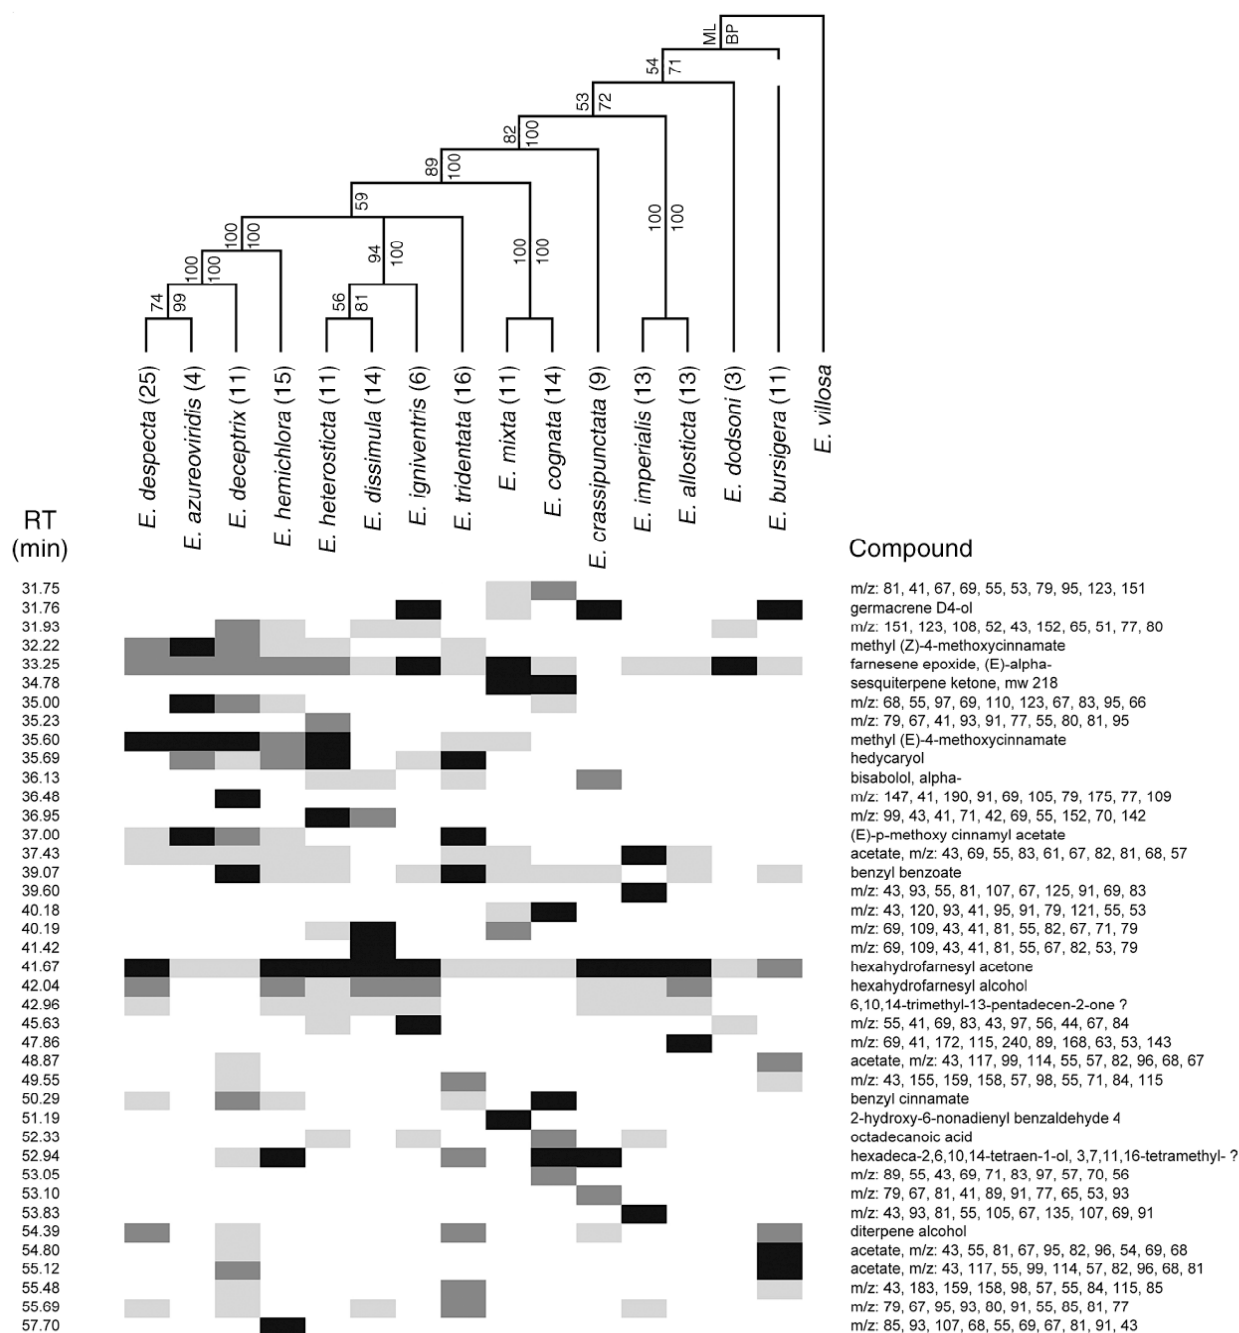 ML
BP
54
71
53
72
82
100
89
100
59
100
100
94
100
100
100
100
100
100
100
74
99
56
81
E. despecta (25)
E. azureoviridis (4)
E. deceptrix (11)
E. hemichlora (15)
E. heterosticta (11)
E. dissimula (14)
E. igniventris (6)
E. tridentata (16)
E. mixta (11)
E. cognata (14)
E. crassipunctata (9)
E. imperialis (13)
E. allosticta (13)
E. dodsoni (3)
E. bursigera (11)
E. villosa
RT
(min)
Compound
31.75 m/z: 81, 41, 67, 69, 55, 53, 79, 95, 123, 151
31.76 germacrene D4-ol
31.93 m/z: 151, 123, 108, 52, 43, 152, 65, 51, 77, 80
32.22 methyl (Z)-4-methoxycinnamate
33.25 farnesene epoxide, (E)-alpha-
34.78 sesquiterpene ketone, mw 218
35.00 m/z: 68, 55, 97, 69, 110, 123, 67, 83, 95, 66
35.23 m/z: 79, 67, 41, 93, 91, 77, 55, 80, 81, 95
35.60 methyl (E)-4-methoxycinnamate
35.69 hedycaryol
36.13 bisabolol, alpha-
36.48 m/z: 147, 41, 190, 91, 69, 105, 79, 175, 77, 109
36.95 m/z: 99, 43, 41, 71, 42, 69, 55, 152, 70, 142
37.00 (E)-p-methoxy cinnamyl acetate
37.43 acetate, m/z: 43, 69, 55, 83, 61, 67, 82, 81, 68, 57
39.07 benzyl benzoate
39.60 m/z: 43, 93, 55, 81, 107, 67, 125, 91, 69, 83
40.18 m/z: 43, 120, 93, 41, 95, 91, 79, 121, 55, 53
40.19 m/z: 69, 109, 43, 41, 81, 55, 82, 67, 71, 79
41.42 m/z: 69, 109, 43, 41, 81, 55, 67, 82, 53, 79
41.67 hexahydrofarnesyl acetone
42.04 hexahydrofarnesyl alcohol
42.96 6,10,14-trimethyl-13-pentadecen-2-one ?
45.63 m/z: 55, 41, 69, 83, 43, 97, 56, 44, 67, 84
47.86 m/z: 69, 41, 172, 115, 240, 89, 168, 63, 53, 143
48.87 acetate, m/z: 43, 117, 99, 114, 55, 57, 82, 96, 68, 67
49.55 m/z: 43, 155, 159, 158, 57, 98, 55, 71, 84, 115
50.29 benzyl cinnamate
51.19 2-hydroxy-6-nonadienyl benzaldehyde 4
52.33 octadecanoic acid
52.94 hexadeca-2,6,10,14-tetraen-1-ol, 3,7,11,16-tetramethyl- ?
53.05 m/z: 89, 55, 43, 69, 71, 83, 97, 57, 70, 56
53.10 m/z: 79, 67, 81, 41, 89, 91, 77, 65, 53, 93
53.83 m/z: 43, 93, 81, 55, 105, 67, 135, 107, 69, 91
54.39 diterpene alcohol
54.80 acetate, m/z: 43, 55, 81, 67, 95, 82, 96, 54, 69, 68
55.12 acetate, m/z: 43, 117, 55, 99, 114, 57, 82, 96, 68, 81
55.48 m/z: 43, 183, 159, 158, 98, 57, 55, 84, 115, 85
55.69 m/z: 79, 67, 95, 93, 80, 91, 55, 85, 81, 77
57.70 m/z: 85, 93, 107, 68, 55, 69, 67, 81, 91, 43